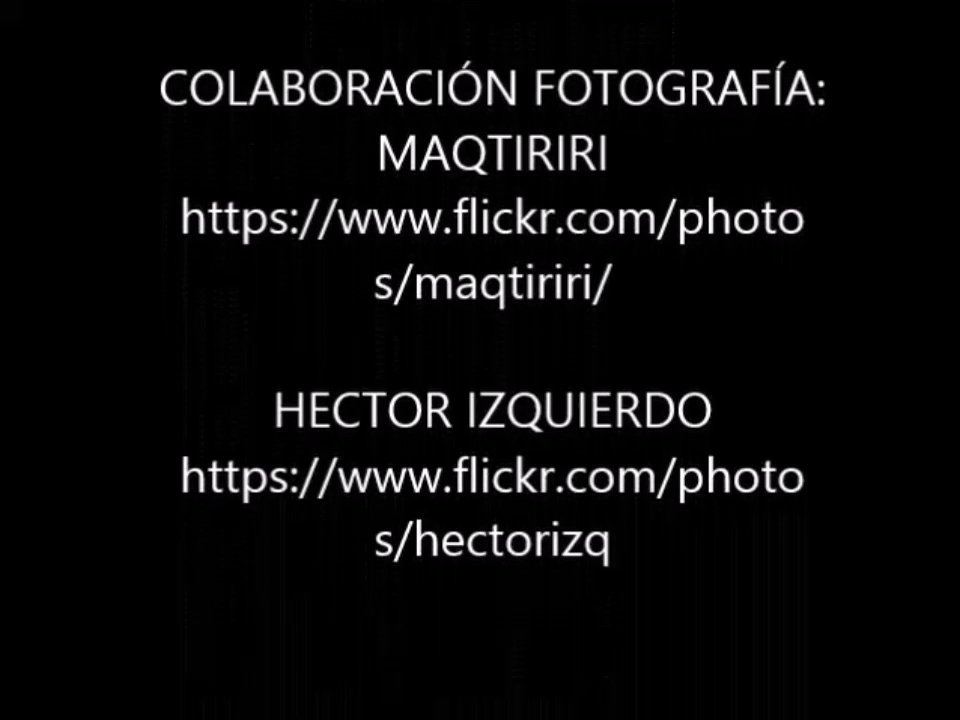 COLABORACIÓN FOTOGRAFÍA:
MAQTIRIRI
https://www.flickr.com/photo
s/maqtiriri/
HECTOR IZQUIERDO
https://www.flickr.com/photo
s/hectorizq